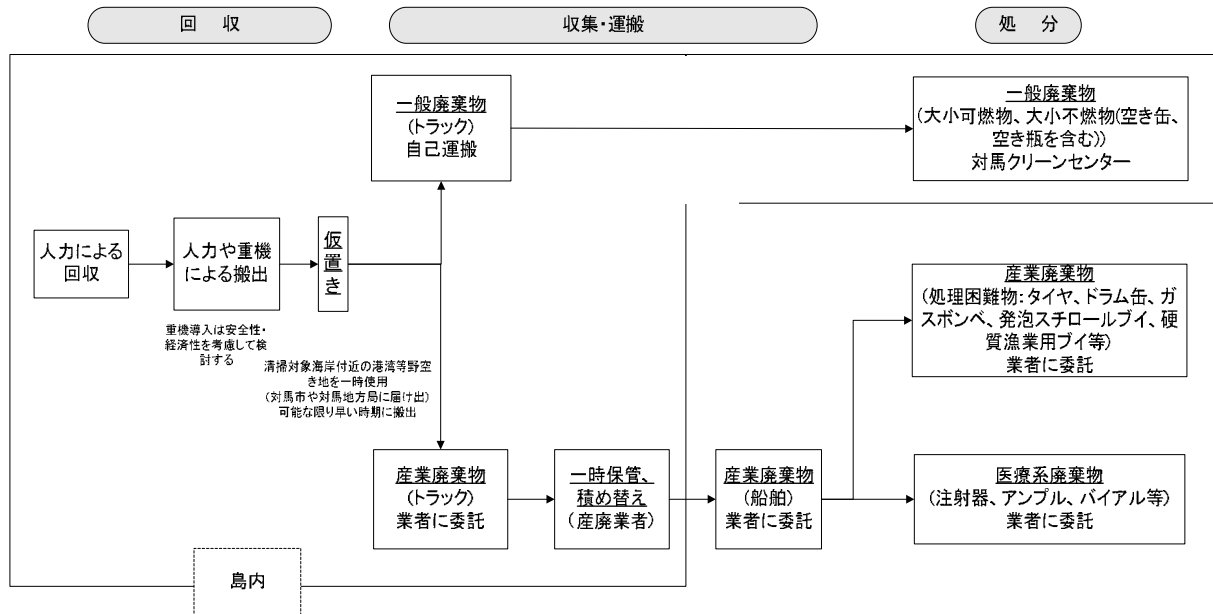 回　収
収集・運搬
処　分
一般廃棄物
(トラック)
自己運搬
一般廃棄物
(大小可燃物、大小不燃物(空き缶、
空き瓶を含む))
対馬クリーンセンター
人力による
回収
人力や重機
による搬出
仮
置
き
重機導入は安全性・
経済性を考慮して検
討する
清掃対象海岸付近の港湾等野空
き地を一時使用
(対馬市や対馬地方局に届け出)
可能な限り早い時期に搬出
産業廃棄物
(処理困難物：タイヤ、ドラム缶、ガ
スボンベ、発泡スチロールブイ、硬
質漁業用ブイ等)
業者に委託
産業廃棄物
(トラック)
業者に委託
一時保管、
積め替え
(産廃業者)
産業廃棄物
(船舶)
業者に委託
医療系廃棄物
(注射器、アンプル、バイアル等)
業者に委託
島内